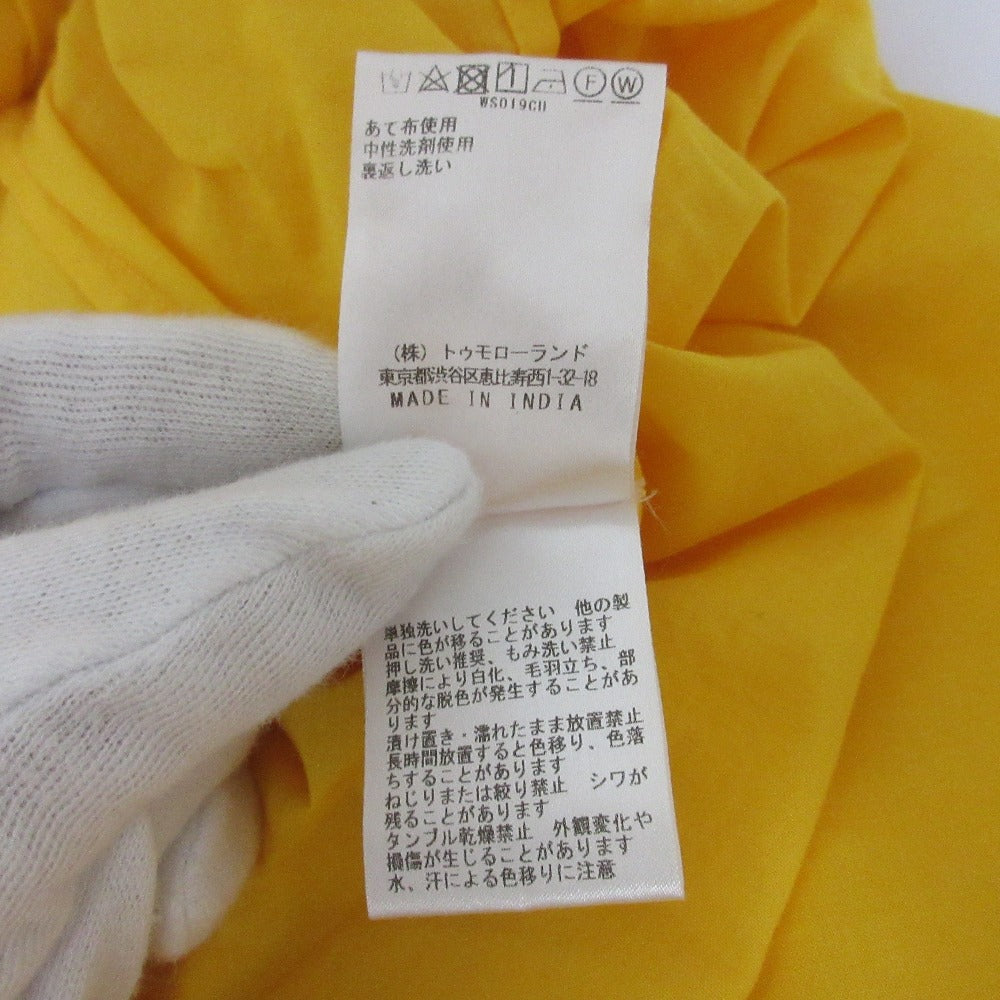 F W
WS019CH
あて布使用
中性洗剤使用
裏返し洗い
(株) トゥモローランド
東京都渋谷区恵比寿西1-32-18
MADE IN INDIA
単独洗いしてください 他の製
品に色が移ることがあります
押し洗い推奨、もみ洗い禁止
摩擦により白化、毛羽立ち、部
分的な脱色が発生することがあ
ります
漬け置き・濡れたまま放置禁止
長時間放置すると色移り、色落
ちすることがあります
ねじりまたは絞り禁止 シワが
残ることがあります
タンブル乾燥禁止 外観変化や
損傷が生じることがあります
水、汗による色移りに注意